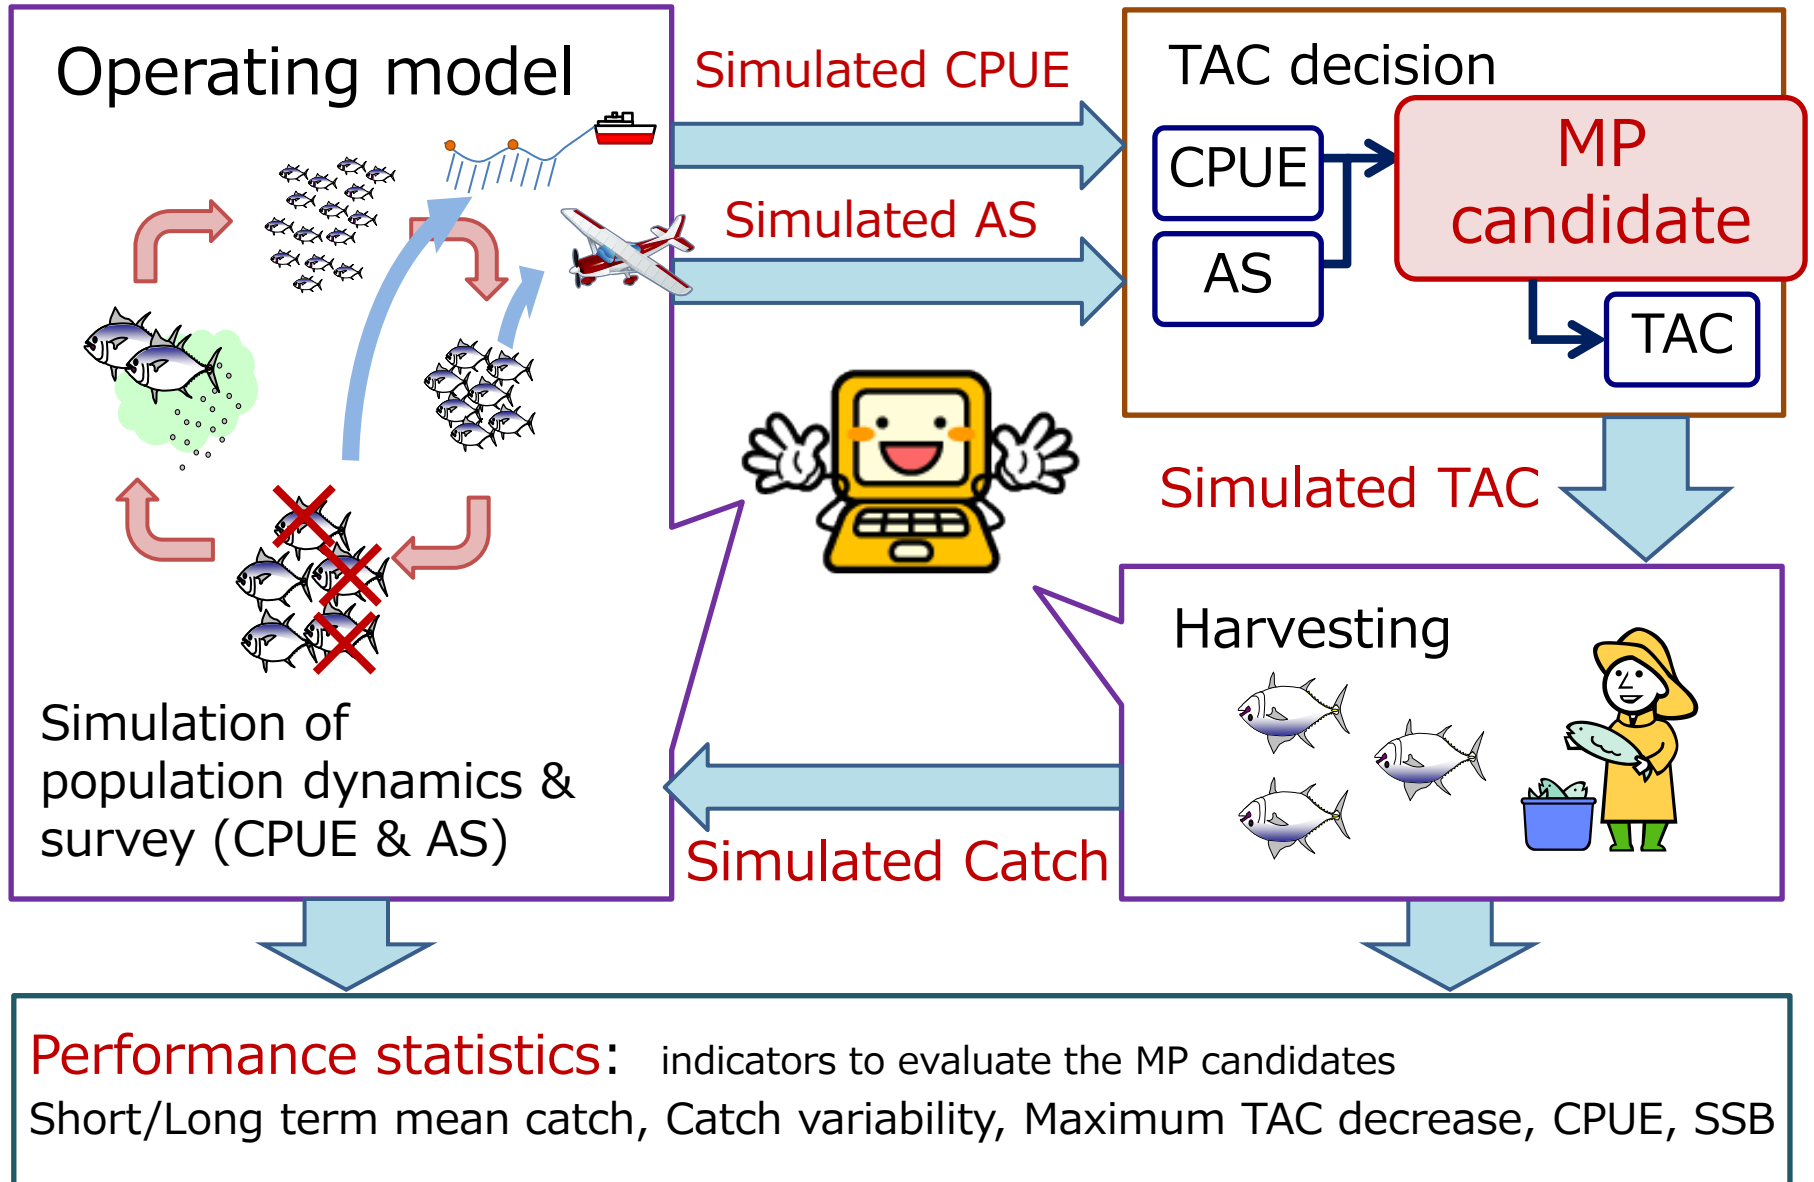 Operating model
Simulation of
population dynamics &
survey (CPUE & AS)
Simulated CPUE
Simulated AS
TAC decision
CPUE
AS
MP
candidate
TAC
Simulated TAC
Harvesting
Simulated Catch
Performance statistics: indicators to evaluate the MP candidates
Short/Long term mean catch, Catch variability, Maximum TAC decrease, CPUE, SSB